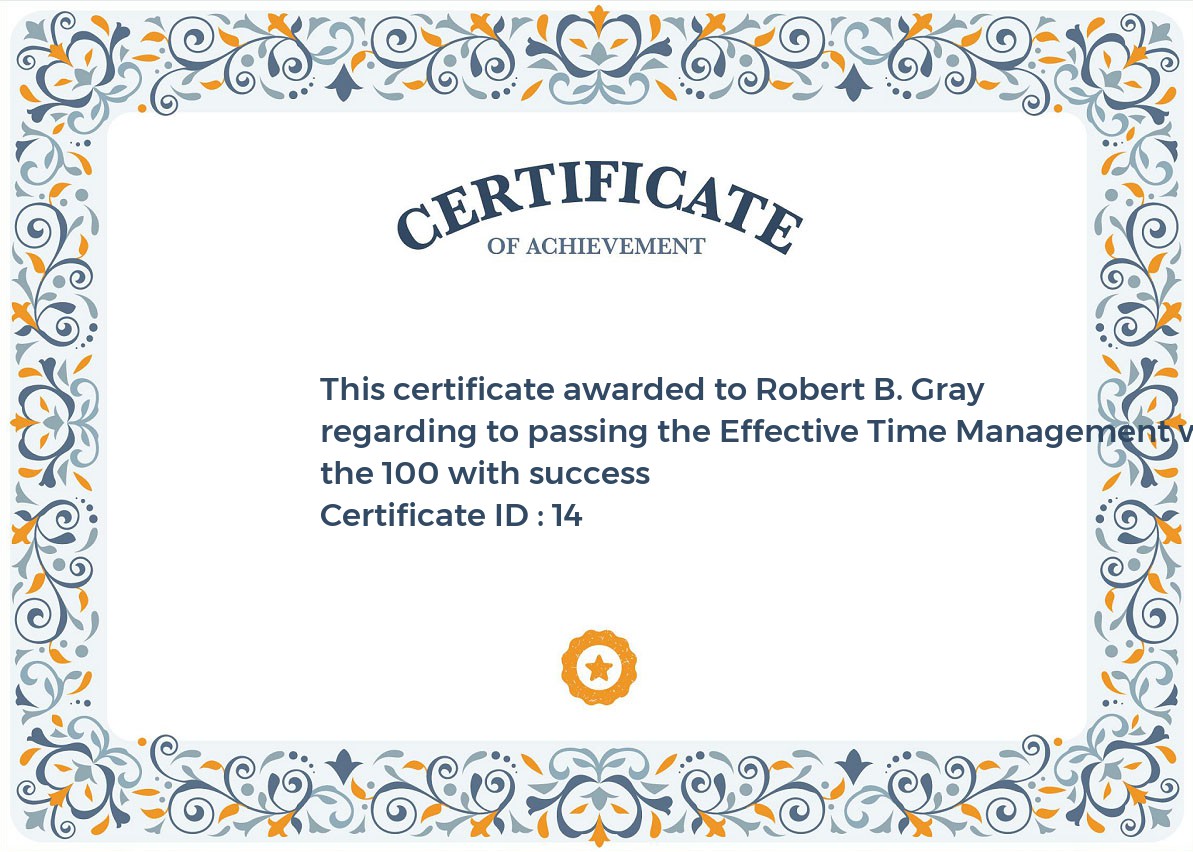 CERTIFICATE
OF ACHIEVEMENT
This certificate awarded to Robert B. Gray
regarding to passing the Effective Time Management
the 100 with success
Certificate ID : 14